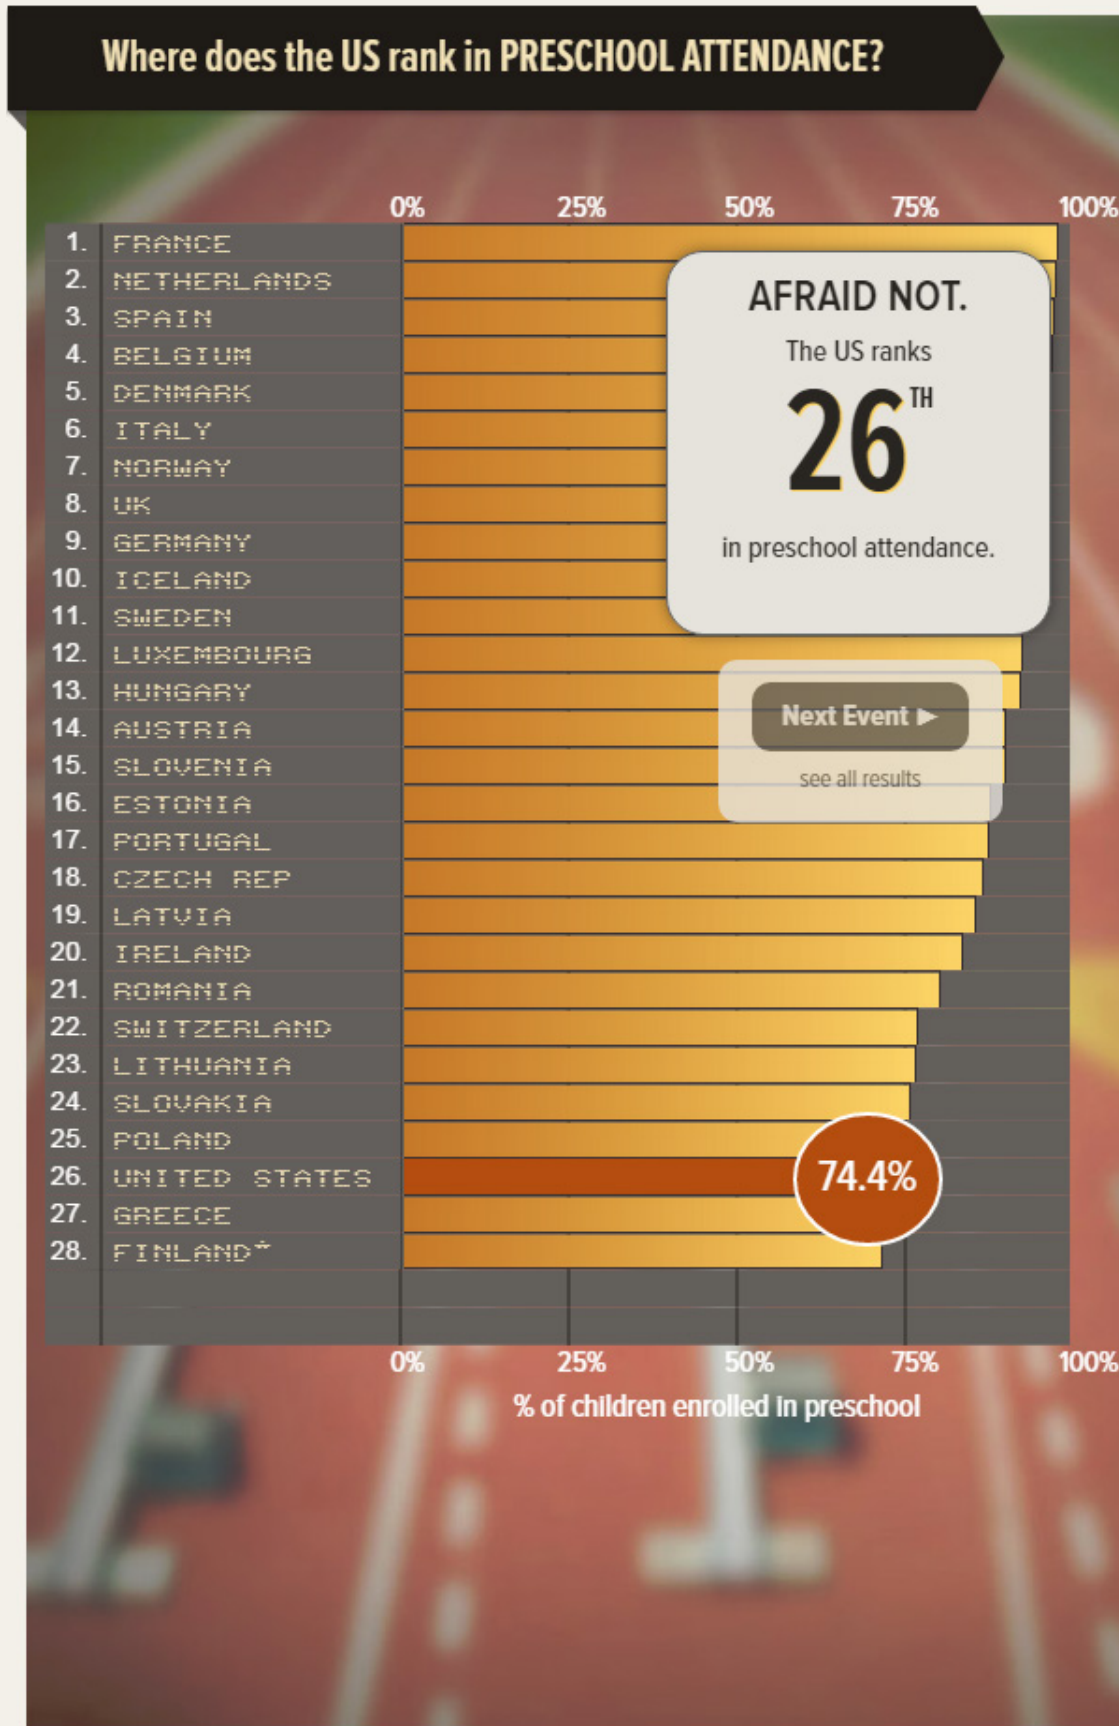 Where does the US rank in PRESCHOOL ATTENDANCE?
0% 25% 50% 75% 100%
1. FRANCE
2. NETHERLANDS
3. SPAIN
4. BELGIUM
5. DENMARK
6. ITALY
7. NORWAY
8. UK
9. GERMANY
10. ICELAND
11. SWEDEN
12. LUXEMBOURG
13. HUNGARY
14. AUSTRIA
15. SLOVENIA
16. ESTONIA
17. PORTUGAL
18. CZECH REP
19. LATVIA
20. IRELAND
21. ROMANIA
22. SWITZERLAND
23. LITHUANIA
24. SLOVAKIA
25. POLAND
26. UNITED STATES
27. GREECE
28. FINLAND*
AFRAID NOT.
The US ranks
26TH
in preschool attendance.
Next Event ►
see all results
74.4%
0% 25% 50% 75% 100%
% of children enrolled in preschool